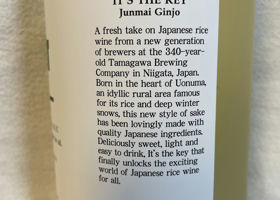 IT'S THE KEY
Junmai Ginjo
A fresh take on Japanese rice
wine from a new generation
of brewers at the 340-year-
old Tamagawa Brewing
Company in Niigata, Japan.
Born in the heart of Uonuma,
an idyllic rural area famous
for its rice and deep winter
snows, this new style of sake
has been lovingly made with
quality Japanese ingredients.
Deliciously sweet, light and
easy to drink, It's the key that
finally unlocks the exciting
world of Japanese rice wine
for all.